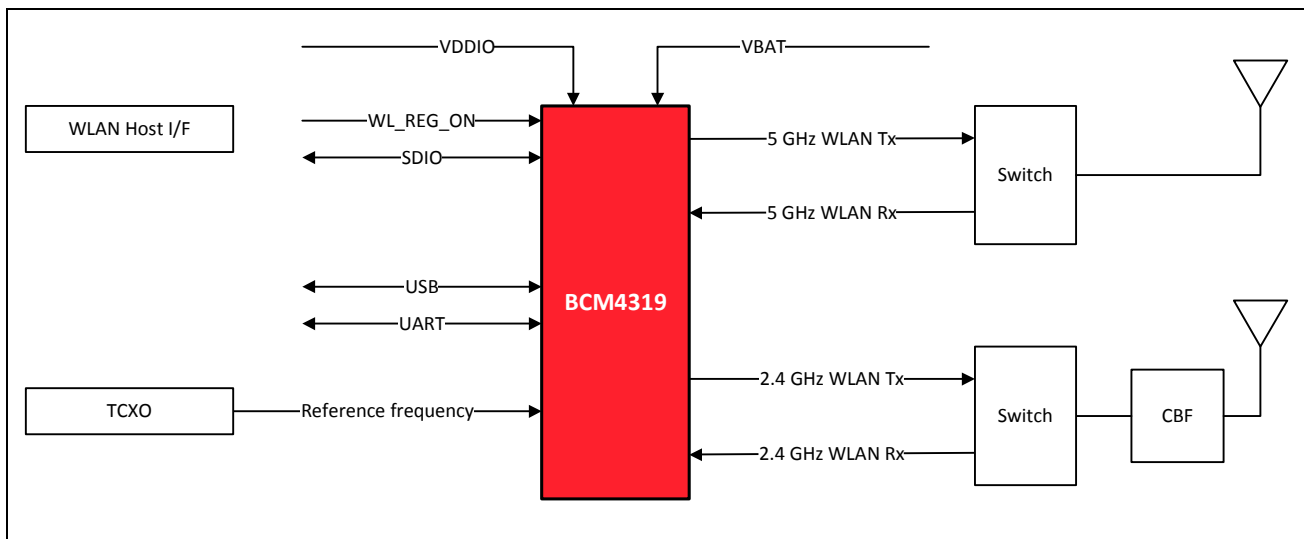 VDDIO
VBAT
WLAN Host I/F
WL_REG_ON
SDIO
5 GHz WLAN Tx
Switch
5 GHz WLAN Rx
USB
BCM4319
UART
2.4 GHz WLAN Tx
TCXO
Reference frequency
Switch
CBF
2.4 GHz WLAN Rx